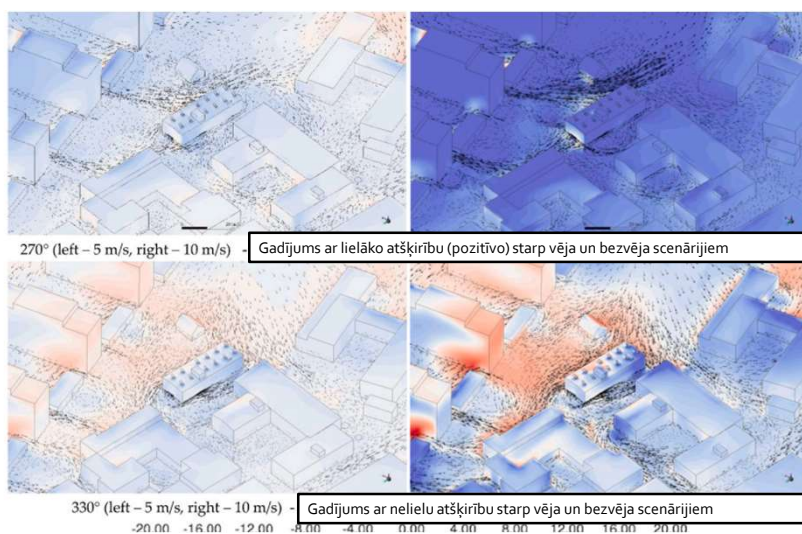 270° (left – 5 m/s, right – 10 m/s) - Gadījums ar lielāko atšķirību (pozitīvo) starp vēja un bezvēja scenārijiem
330° (left – 5 m/s, right – 10 m/s) - Gadījums ar nelielu atšķirību starp vēja un bezvēja scenārijiem
-20.00 -16.00 -12.00 -8.00 -4.00 0.00 4.00 8.00 12.00 16.00 20.00